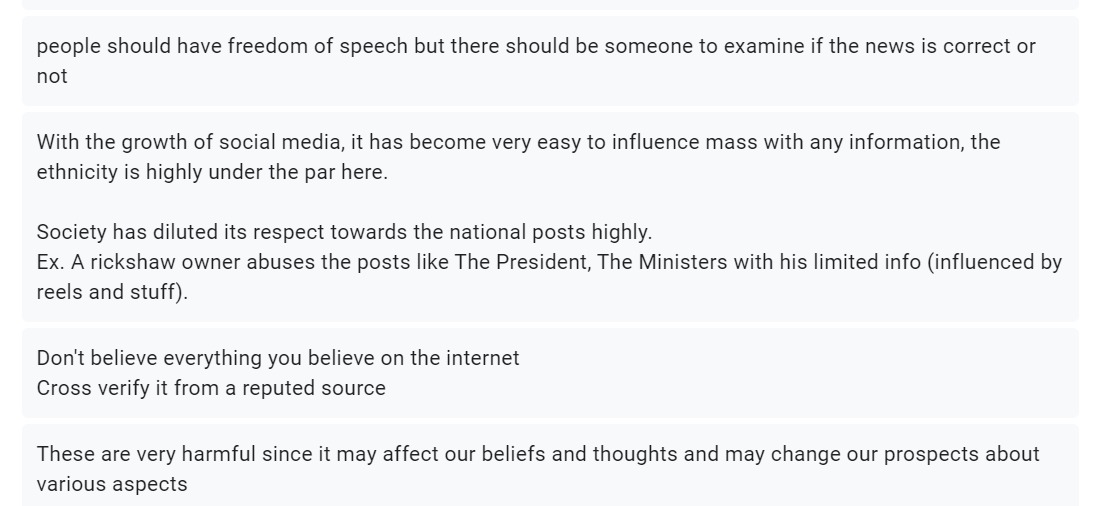 people should have freedom of speech but there should be someone to examine if the news is correct or
not
With the growth of social media, it has become very easy to influence mass with any information, the
ethnicity is highly under the par here.
Society has diluted its respect towards the national posts highly.
Ex. A rickshaw owner abuses the posts like The President, The Ministers with his limited info (influenced by
reels and stuff).
Don't believe everything you believe on the internet
Cross verify it from a reputed source
These are very harmful since it may affect our beliefs and thoughts and may change our prospects about
various aspects